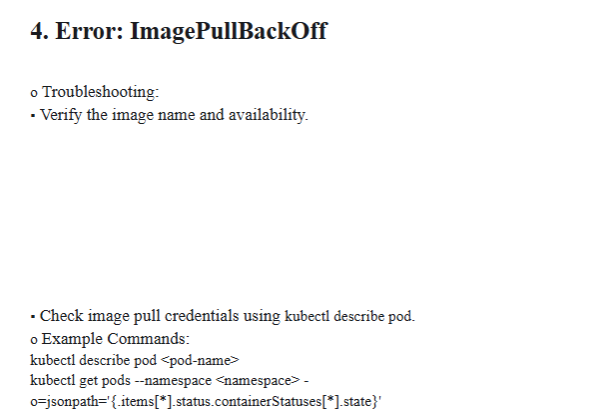 4. Error: ImagePullBackOff
o Troubleshooting:
▪ Verify the image name and availability.
▪ Check image pull credentials using kubectl describe pod.
o Example Commands:
kubectl describe pod <pod-name>
kubectl get pods --namespace <namespace> -
o=jsonpath='{.items[*].status.containerStatuses[*].state}'